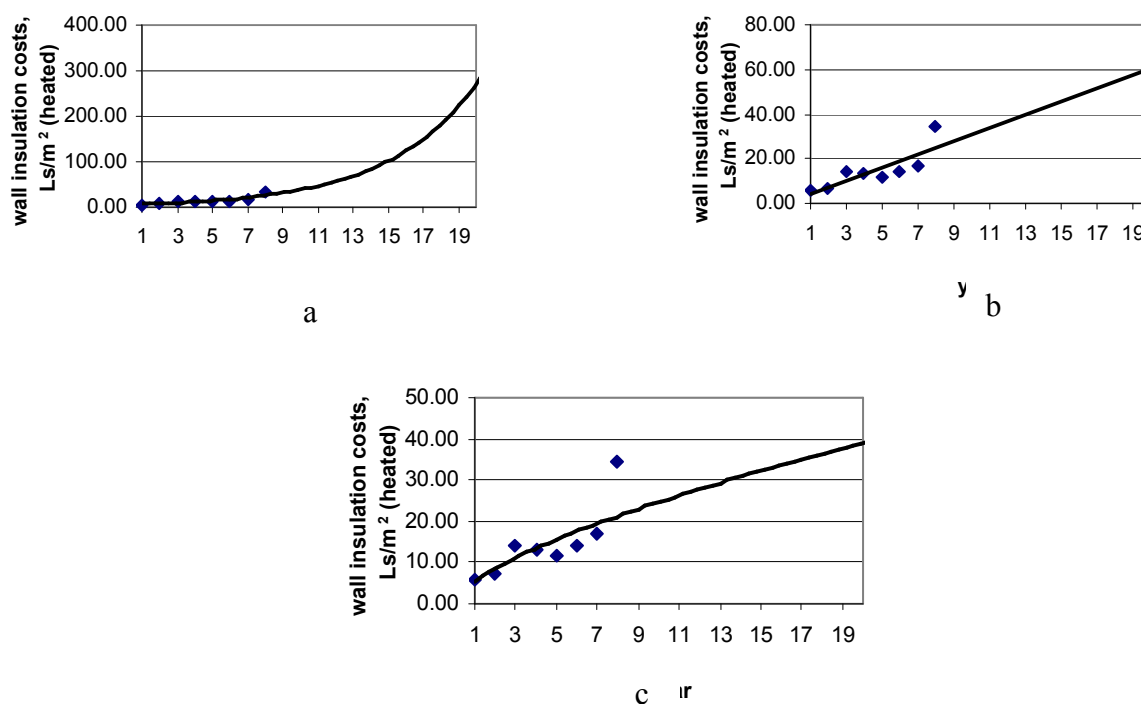 wall insulation costs,
Ls/m² (heated)
400.00
300.00
200.00
100.00
0.00
1 3 5 7 9 11 13 15 17 19
a
wall insulation costs,
Ls/m² (heated)
80.00
60.00
40.00
20.00
0.00
1 3 5 7 9 11 13 15 17 19
y
b
wall insulation costs,
Ls/m² (heated)
50.00
40.00
30.00
20.00
10.00
0.00
1 3 5 7 9 11 13 15 17 19
c